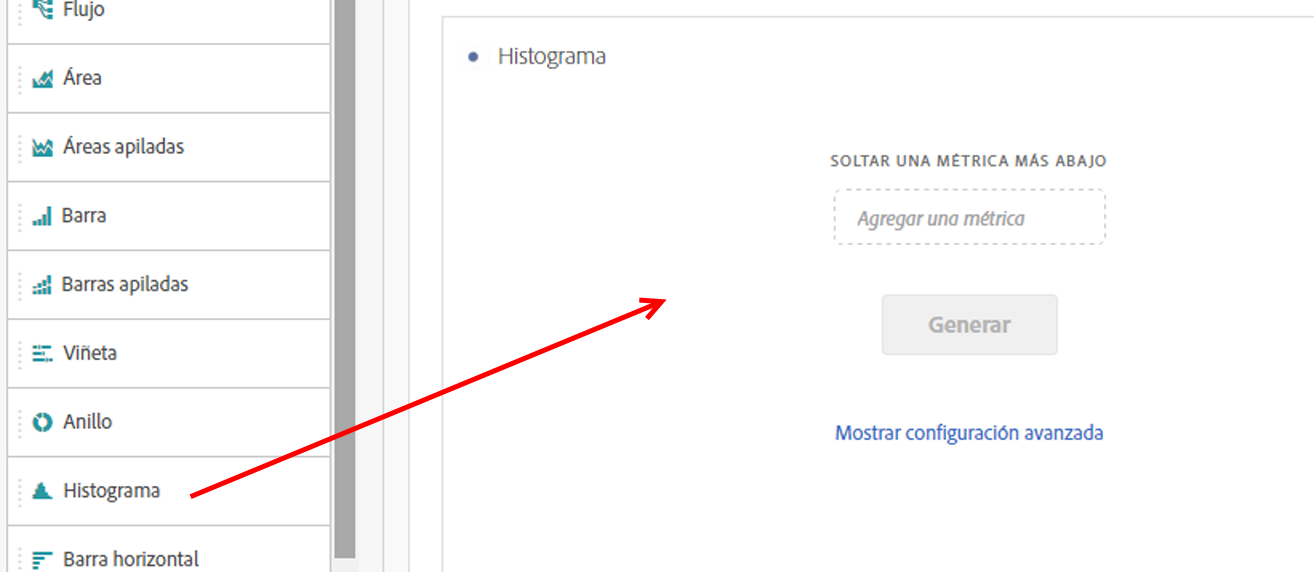 Flujo
Área
Áreas apiladas
Barra
Barras apiladas
Viñeta
Anillo
Histograma
Barra horizontal
Histograma
SOLTAR UNA MÉTRICA MÁS ABAJO
Agregar una métrica
Generar
Mostrar configuración avanzada